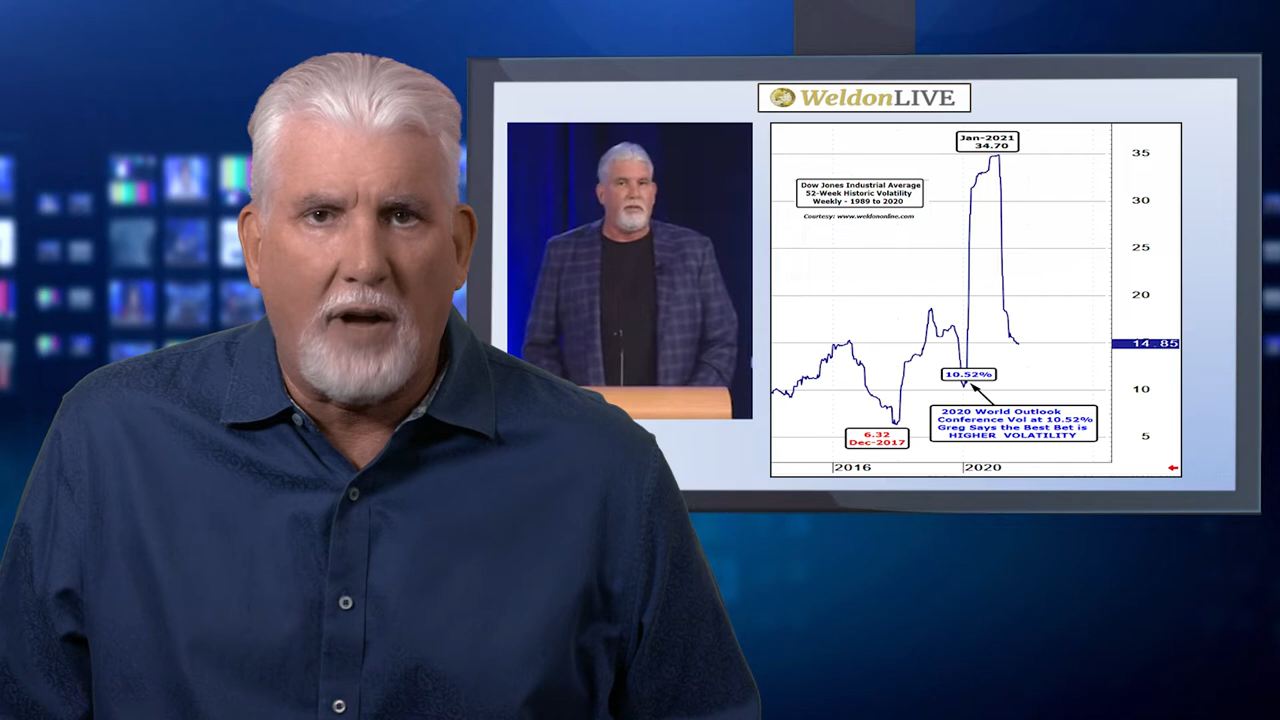 WeldonLIVE
Jan-2021
34.70
Dow Jones Industrial Average
52-Week Historic Volatility
Weekly - 1989 to 2020
Courtesy: www.weldononline.com
35
30
25
20
14.85
10
5
10.52%
2020 World Outlook
Conference Vol at 10.52%
Greg Says the Best Bet is
HIGHER VOLATILITY
6.32
Dec-2017
2016
2020